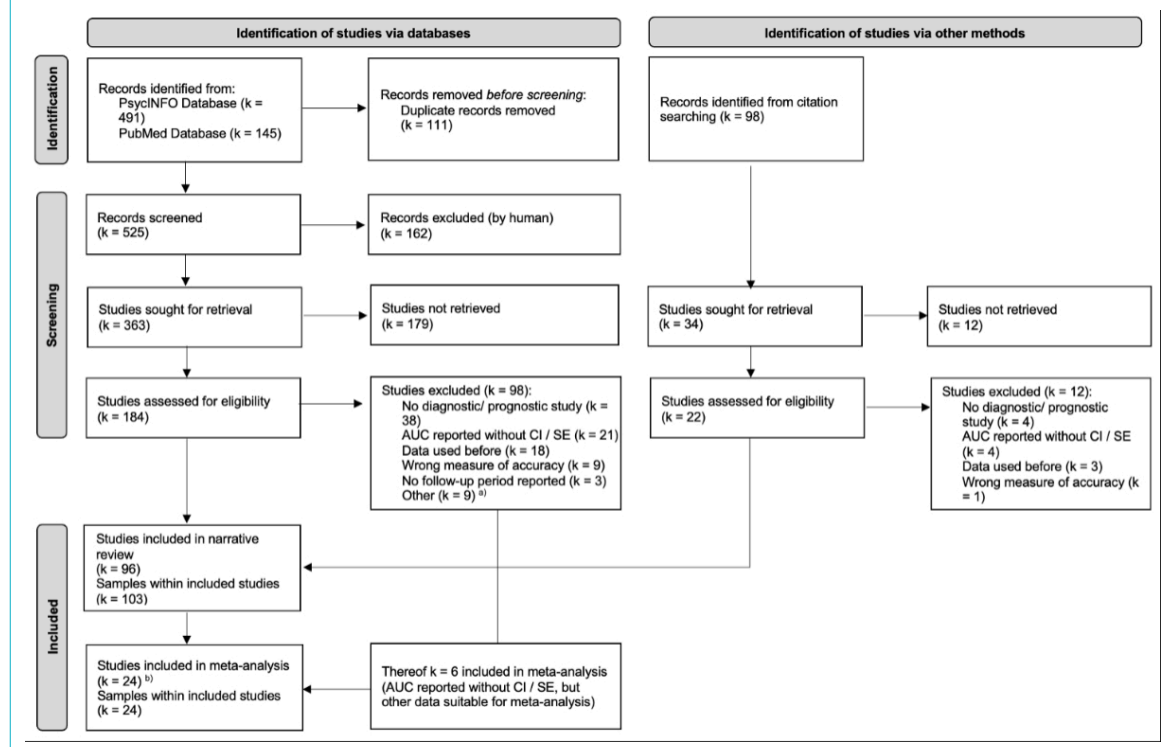 Identification of studies via databases
Identification of studies via other methods
Identification
Records identified from:
PsycINFO Database (k =
491)
PubMed Database (k = 145)
Records removed before screening:
Duplicate records removed
(k = 111)
Records identified from citation
searching (k = 98)
Screening
Records screened
(k = 525)
Records excluded (by human)
(k = 162)
Studies sought for retrieval
(k = 363)
Studies not retrieved
(k = 179)
Studies sought for retrieval
(k = 34)
Studies not retrieved
(k = 12)
Studies assessed for eligibility
(k = 184)
Studies excluded (k = 98):
No diagnostic/ prognostic study (k =
38)
AUC reported without CI / SE (k = 21)
Data used before (k = 18)
Wrong measure of accuracy (k = 9)
No follow-up period reported (k = 3)
Other (k = 9) a)
Studies assessed for eligibility
(k = 22)
Studies excluded (k = 12):
No diagnostic/ prognostic
study (k = 4)
AUC reported without CI / SE
(k = 4)
Data used before (k = 3)
Wrong measure of accuracy (k
= 1)
Included
Studies included in narrative
review
(k = 96)
Samples within included studies
(k = 103)
Studies included in meta-analysis
(k = 24) b)
Samples within included studies
(k = 24)
Thereof k = 6 included in meta-analysis
(AUC reported without CI / SE, but
other data suitable for meta-analysis)